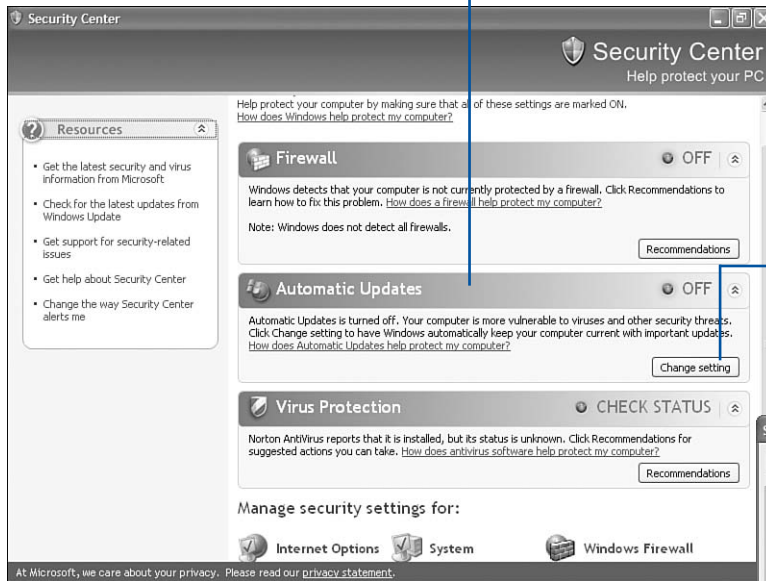 Security Center
Security Center
Help protect your PC
Resources
• Get the latest security and virus
information from Microsoft
• Check for the latest updates from
Windows Update
• Get support for security-related
issues
• Get help about Security Center
• Change the way Security Center
alerts me
Help protect your computer by making sure that all of these settings are marked ON.
How does Windows help protect my computer?
Firewall OFF
Windows detects that your computer is not currently protected by a firewall. Click Recommendations to
learn how to fix this problem. How does a firewall help protect my computer?
Note: Windows does not detect all firewalls.
Recommendations
Automatic Updates OFF
Automatic Updates is turned off. Your computer is more vulnerable to viruses and other security threats.
Click Change setting to have Windows automatically keep your computer current with important updates.
How does Automatic Updates help protect my computer?
Change setting
Virus Protection CHECK STATUS
Norton AntiVirus reports that it is installed, but its status is unknown. Click Recommendations for
suggested actions you can take. How does antivirus software help protect my computer?
Recommendations
Manage security settings for:
Internet Options System Windows Firewall
At Microsoft, we care about your privacy. Please read our privacy statement.